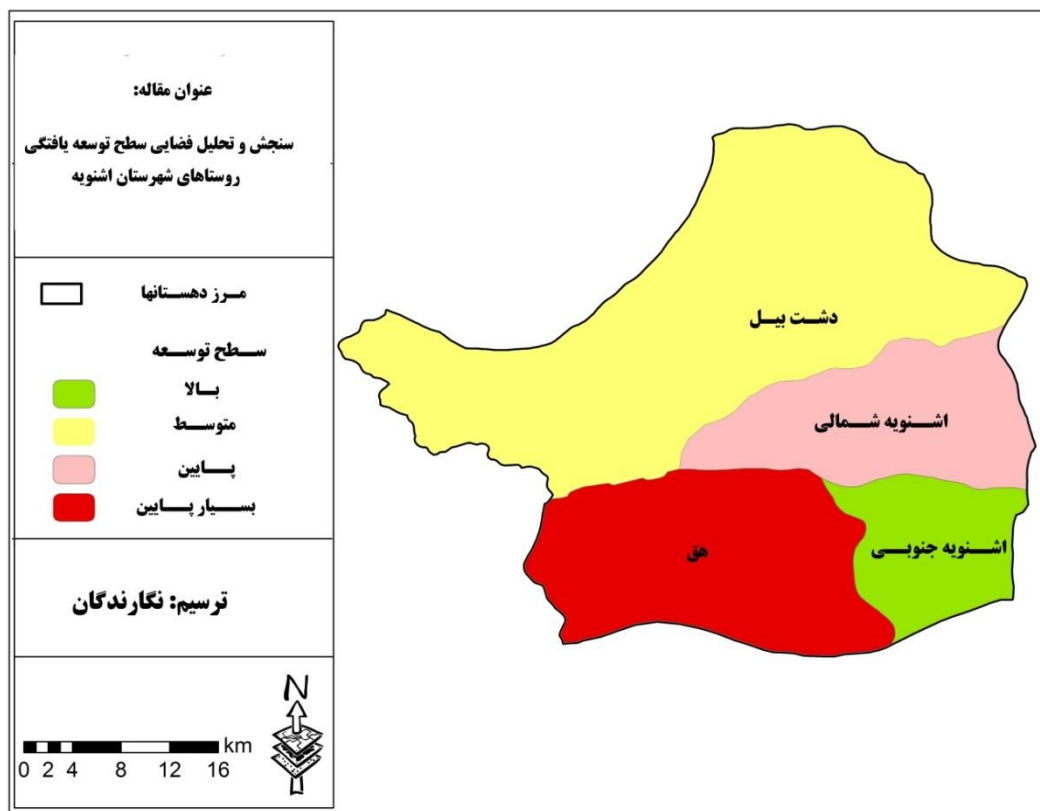 عنوان مقاله:
سنجش و تحلیل فضایی سطح توسعه یافتگی
روستاهای شهرستان اشنویه
مرز دهستانها
سطح توسعه
بالا
متوسط
پایین
بسیار پایین
ترسیم: نگارندگان
N
km
0 2 4 8 12 16
دشت بیل
اشنویه شمالی
اشنویه جنوبی
هق